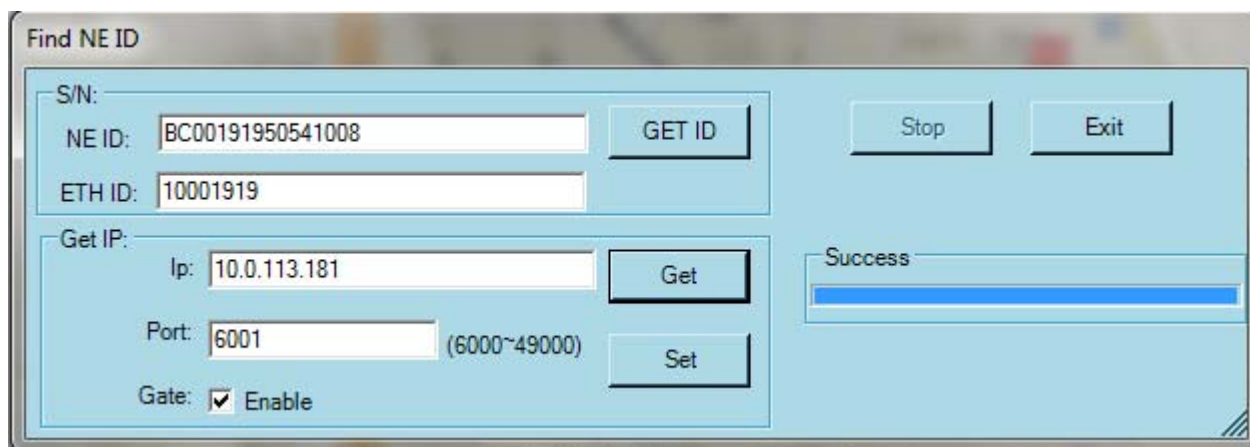 Find NE ID
S/N:
NE ID: BC00191950541008 GET ID
ETH ID: 10001919
Stop Exit
Get IP:
Ip: 10.0.113.181 Get
Port: 6001 (6000~49000) Set
Gate: Enable
Success